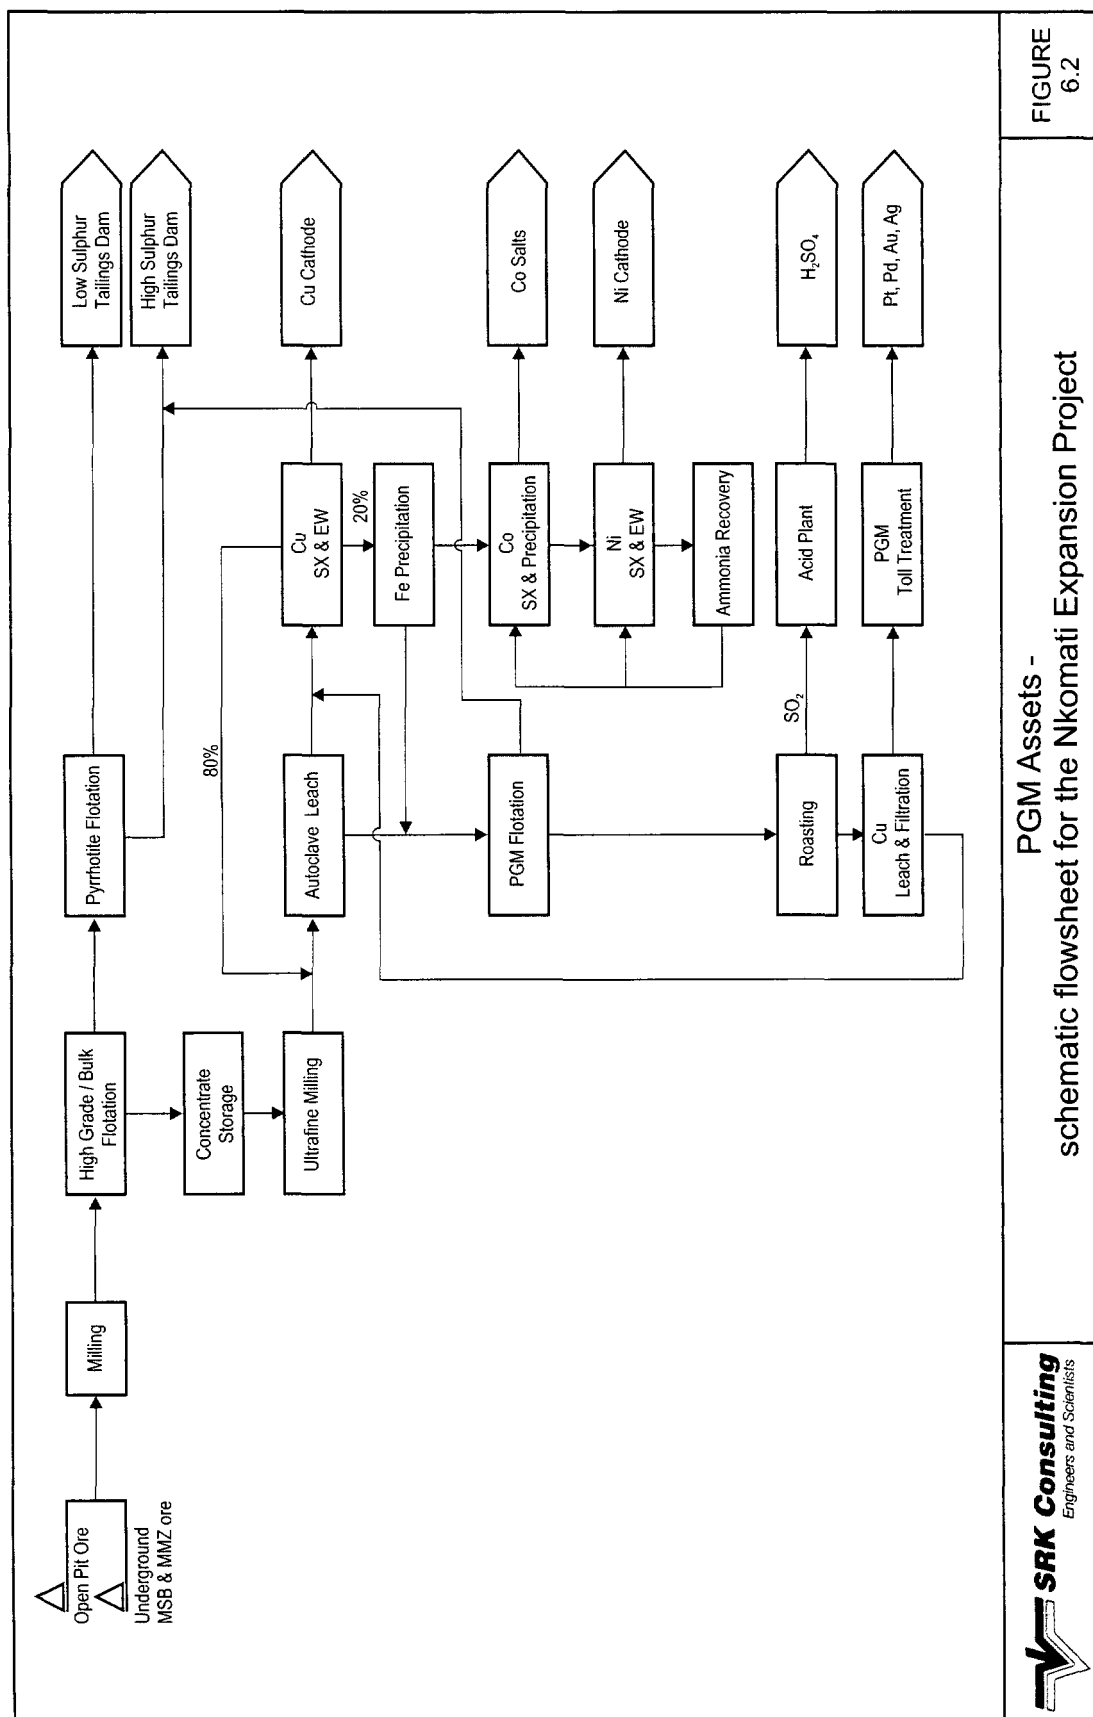 Open Pit Ore
Underground
MSB & MMZ ore
Milling
High Grade / Bulk
Flotation
Pyrrhotite Flotation
Low Sulphur
Tailings Dam
High Sulphur
Tailings Dam
Concentrate
Storage
Ultrafine Milling
80%
Autoclave Leach
Cu
SX & EW
Cu Cathode
20%
Fe Precipitation
PGM Flotation
Co
SX & Precipitation
Co Salts
Ni
SX & EW
Ni Cathode
Ammonia Recovery
Roasting
SO₂
Acid Plant
H₂SO₄
Cu
Leach & Filtration
PGM
Toll Treatment
Pt, Pd, Au, Ag
SRK Consulting
Engineers and Scientists
PGM Assets -
schematic flowsheet for the Nkomati Expansion Project
FIGURE
6.2